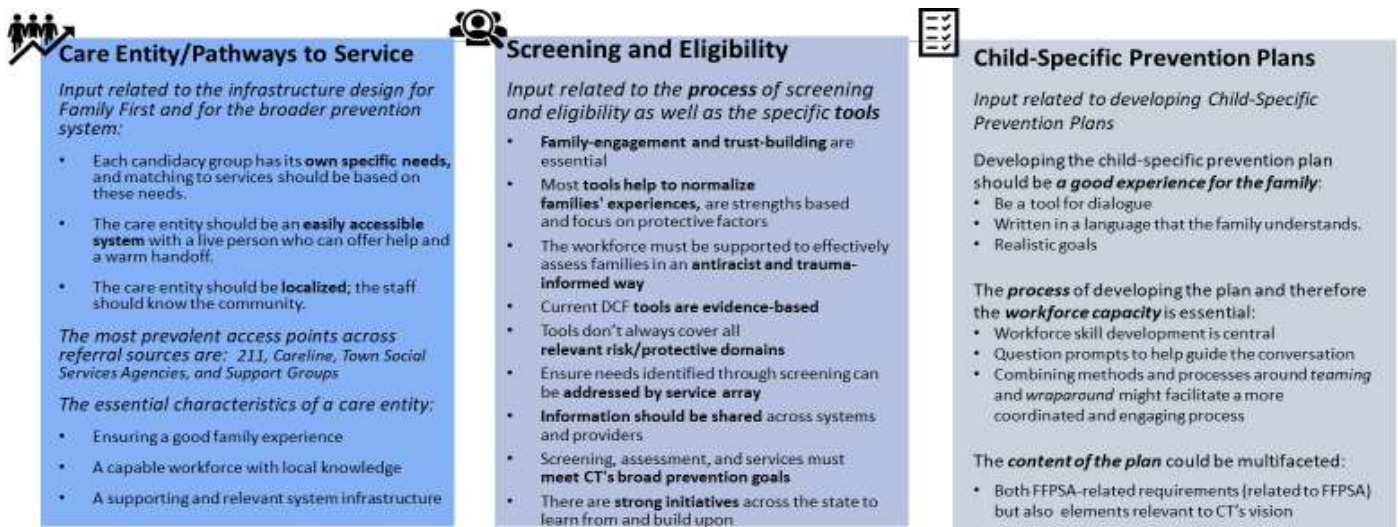 Care Entity/Pathways to Service
Input related to the infrastructure design for
Family First and for the broader prevention
system:
• Each candidacy group has its own specific needs,
and matching to services should be based on
these needs.
• The care entity should be an easily accessible
system with a live person who can offer help and
a warm handoff.
• The care entity should be localized; the staff
should know the community.
The most prevalent access points across
referral sources are: 211, Careline, Town Social
Services Agencies, and Support Groups
The essential characteristics of a care entity:
• Ensuring a good family experience
• A capable workforce with local knowledge
• A supporting and relevant system infrastructure
Screening and Eligibility
Input related to the process of screening
and eligibility as well as the specific tools
• Family-engagement and trust-building are
essential
• Most tools help to normalize
families' experiences, are strengths based
and focus on protective factors
• The workforce must be supported to effectively
assess families in an antiracist and trauma-
informed way
• Current DCF tools are evidence-based
• Tools don't always cover all
relevant risk/protective domains
• Ensure needs identified through screening can
be addressed by service array
• Information should be shared across systems
and providers
• Screening, assessment, and services must
meet CT's broad prevention goals
• There are strong initiatives across the state to
learn from and build upon
Child-Specific Prevention Plans
Input related to developing Child-Specific
Prevention Plans
Developing the child-specific prevention plan
should be a good experience for the family:
• Be a tool for dialogue
• Written in a language that the family understands.
• Realistic goals
The process of developing the plan and therefore
the workforce capacity is essential:
• Workforce skill development is central
• Question prompts to help guide the conversation
• Combining methods and processes around teaming
and wraparound might facilitate a more
coordinated and engaging process
The content of the plan could be multifaceted:
• Both FFPSA-related requirements (related to FFPSA)
but also elements relevant to CT's vision